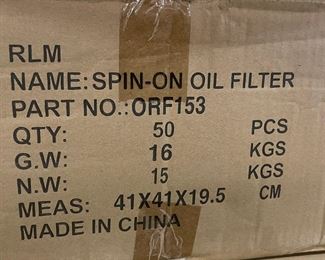 RLM
NAME: SPIN-ON OIL FILTER
PART NO.:ORF153
QTY: 50 PCS
G.W: 16 KGS
N.W: 15 KGS
MEAS: 41X41X19.5 CM
MADE IN CHINA